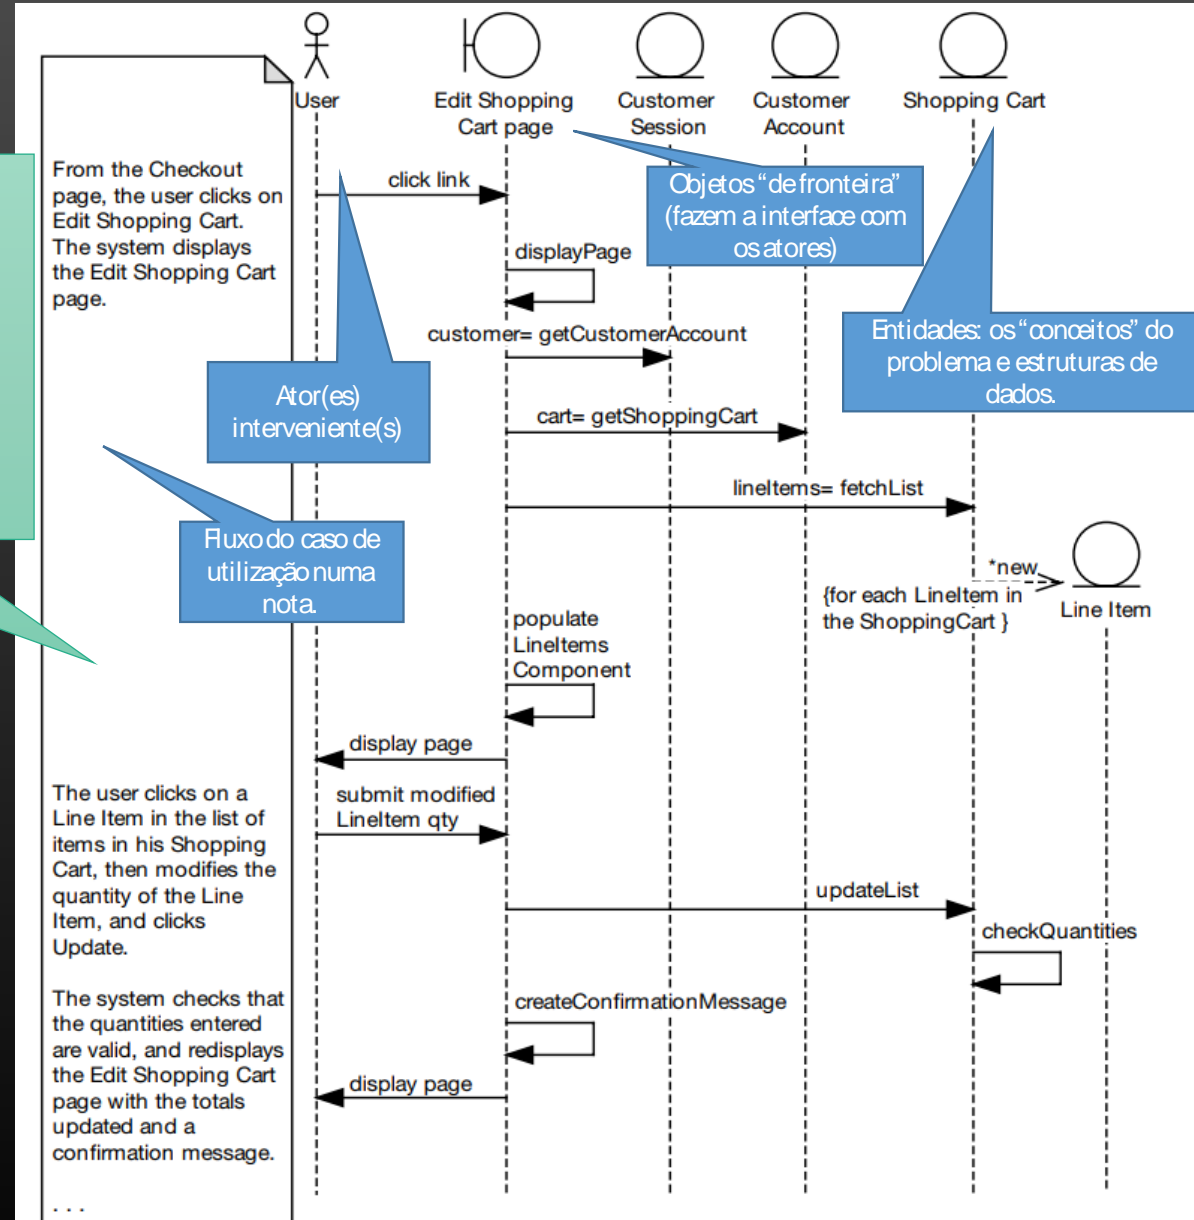 User
Edit Shopping
Cart page
Customer
Session
Customer
Account
Shopping Cart
From the Checkout
page, the user clicks on
Edit Shopping Cart.
The system displays
the Edit Shopping Cart
page.
click link
Objetos “de fronteira”
(fazem a interface com
os atores)
displayPage
customer= getCustomerAccount
Entidades: os “conceitos” do
problema e estruturas de
dados.
Ator(es)
interveniente(s)
cart= getShoppingCart
lineItems= fetchList
Fluxo do caso de
utilização numa
nota.
*new
{for each LineItem in
the ShoppingCart }
Line Item
populate
LineItems
Component
display page
The user clicks on a
Line Item in the list of
items in his Shopping
Cart, then modifies the
quantity of the Line
Item, and clicks
Update.
submit modified
LineItem qty
updateList
checkQuantities
The system checks that
the quantities entered
are valid, and redisplays
the Edit Shopping Cart
page with the totals
updated and a
confirmation message.
createConfirmationMessage
display page
. . .